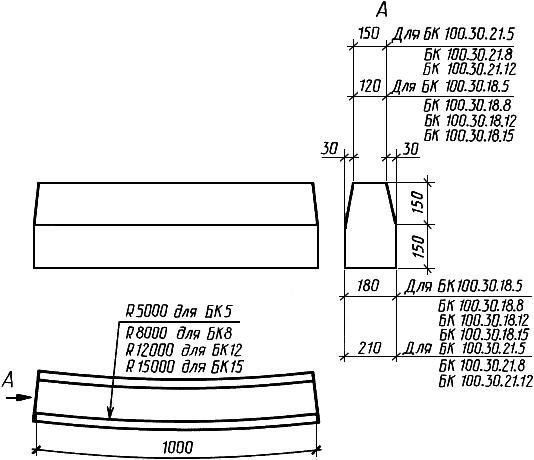 А
150 Для БК 100.30.21.5
БК 100.30.21.8
БК 100.30.21.12
120 Для БК 100.30.18.5
БК 100.30.18.8
БК 100.30.18.12
БК 100.30.18.15
30 30
150
150
180 Для БК100.30.18.5
БК 100.30.18.8
БК 100.30.18.12
БК 100.30.18.15
210 Для БК 100.30.21.5
БК 100.30.21.8
БК 100.30.21.12
R5000 для БК5
R8000 для БК8
R12000 для БК12
R15000 для БК15
А
1000